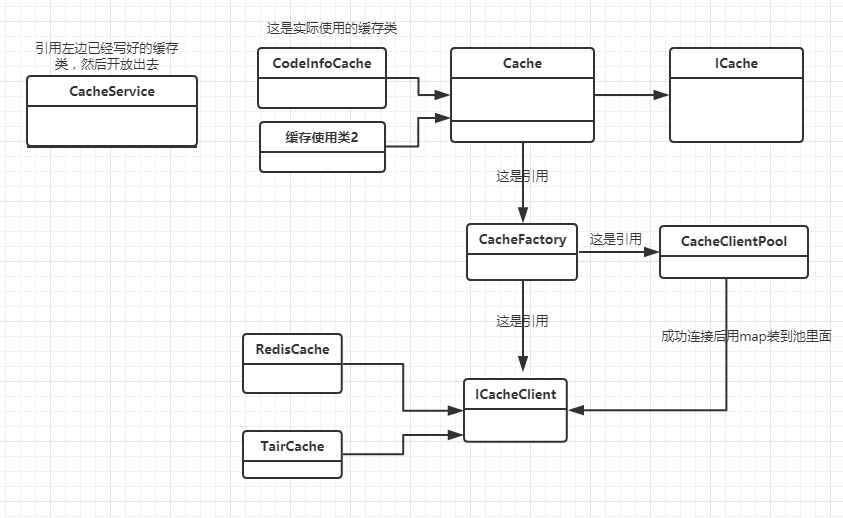 这是实际使用的缓存类
引用左边已经写好的缓存
类，然后开放出去
CacheService
CodeInfoCache
Cache
ICache
缓存使用类2
这是引用
CacheFactory
这是引用
CacheClientPool
这是引用
成功连接后用map装到池里面
RedisCache
ICacheClient
TairCache